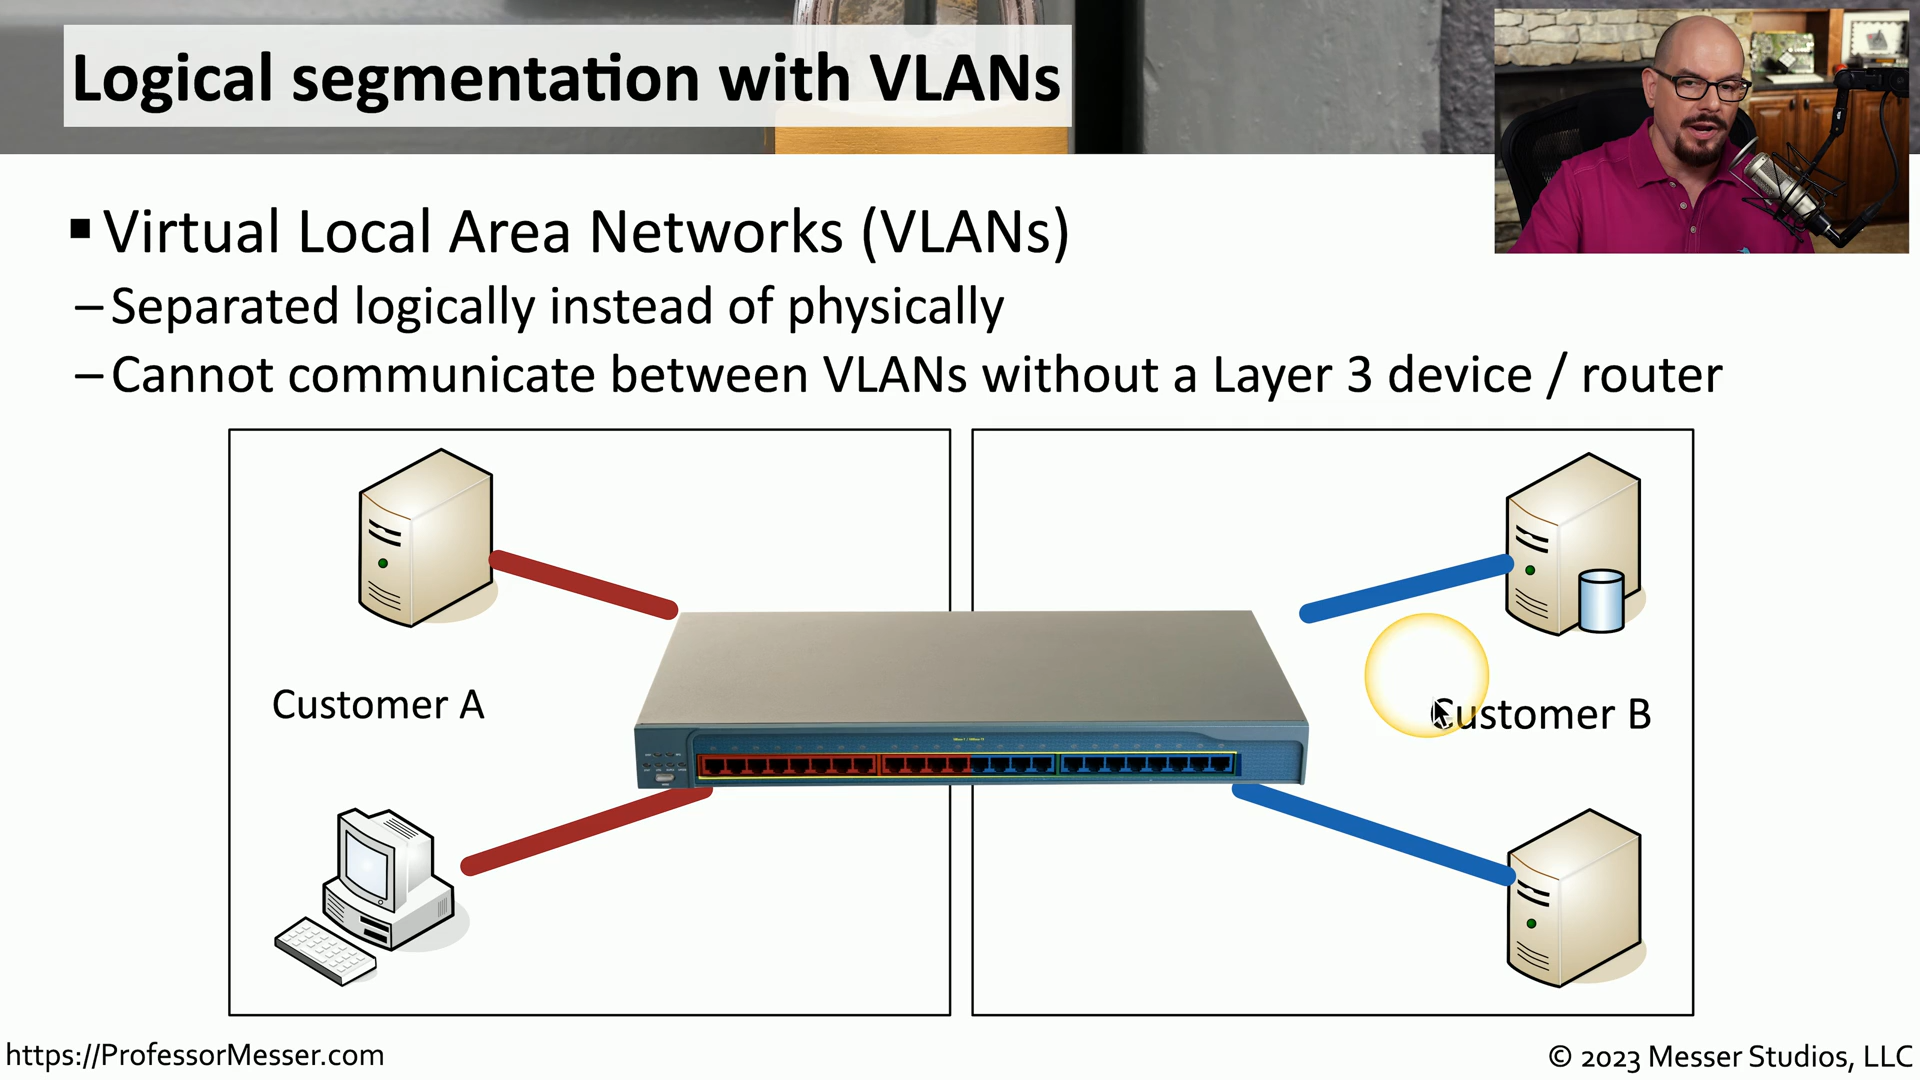 Logical segmentation with VLANs
▪ Virtual Local Area Networks (VLANs)
– Separated logically instead of physically
– Cannot communicate between VLANs without a Layer 3 device / router
Customer A
Customer B
https://ProfessorMesser.com
© 2023 Messer Studios, LLC